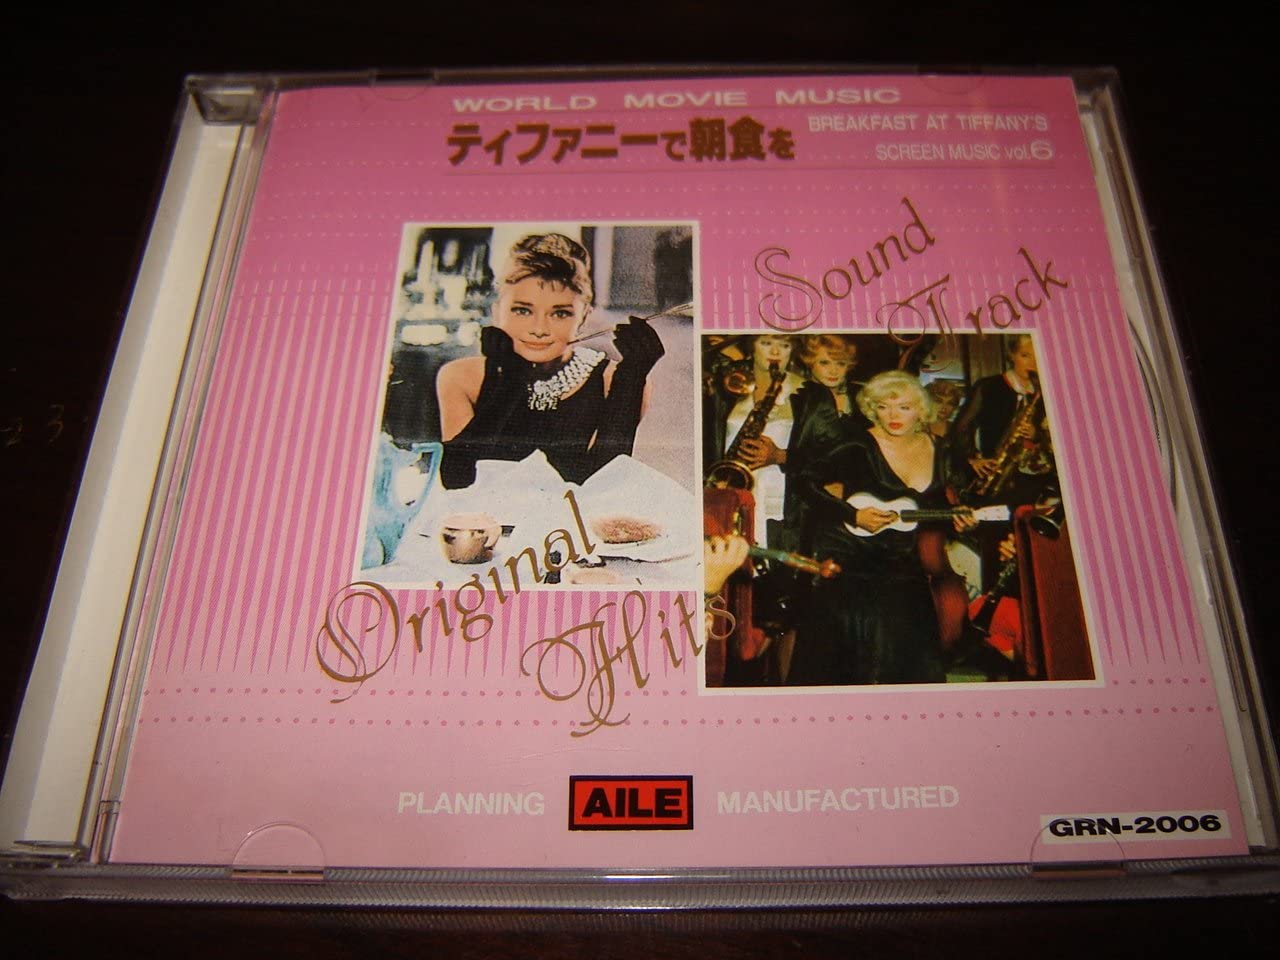 WORLD MOVIE MUSIC
ティファニーで朝食を
BREAKFAST AT TIFFANY'S
SCREEN MUSIC vol.6
Sound
Track
Original
Hits
PLANNING AILE MANUFACTURED
GRN-2006